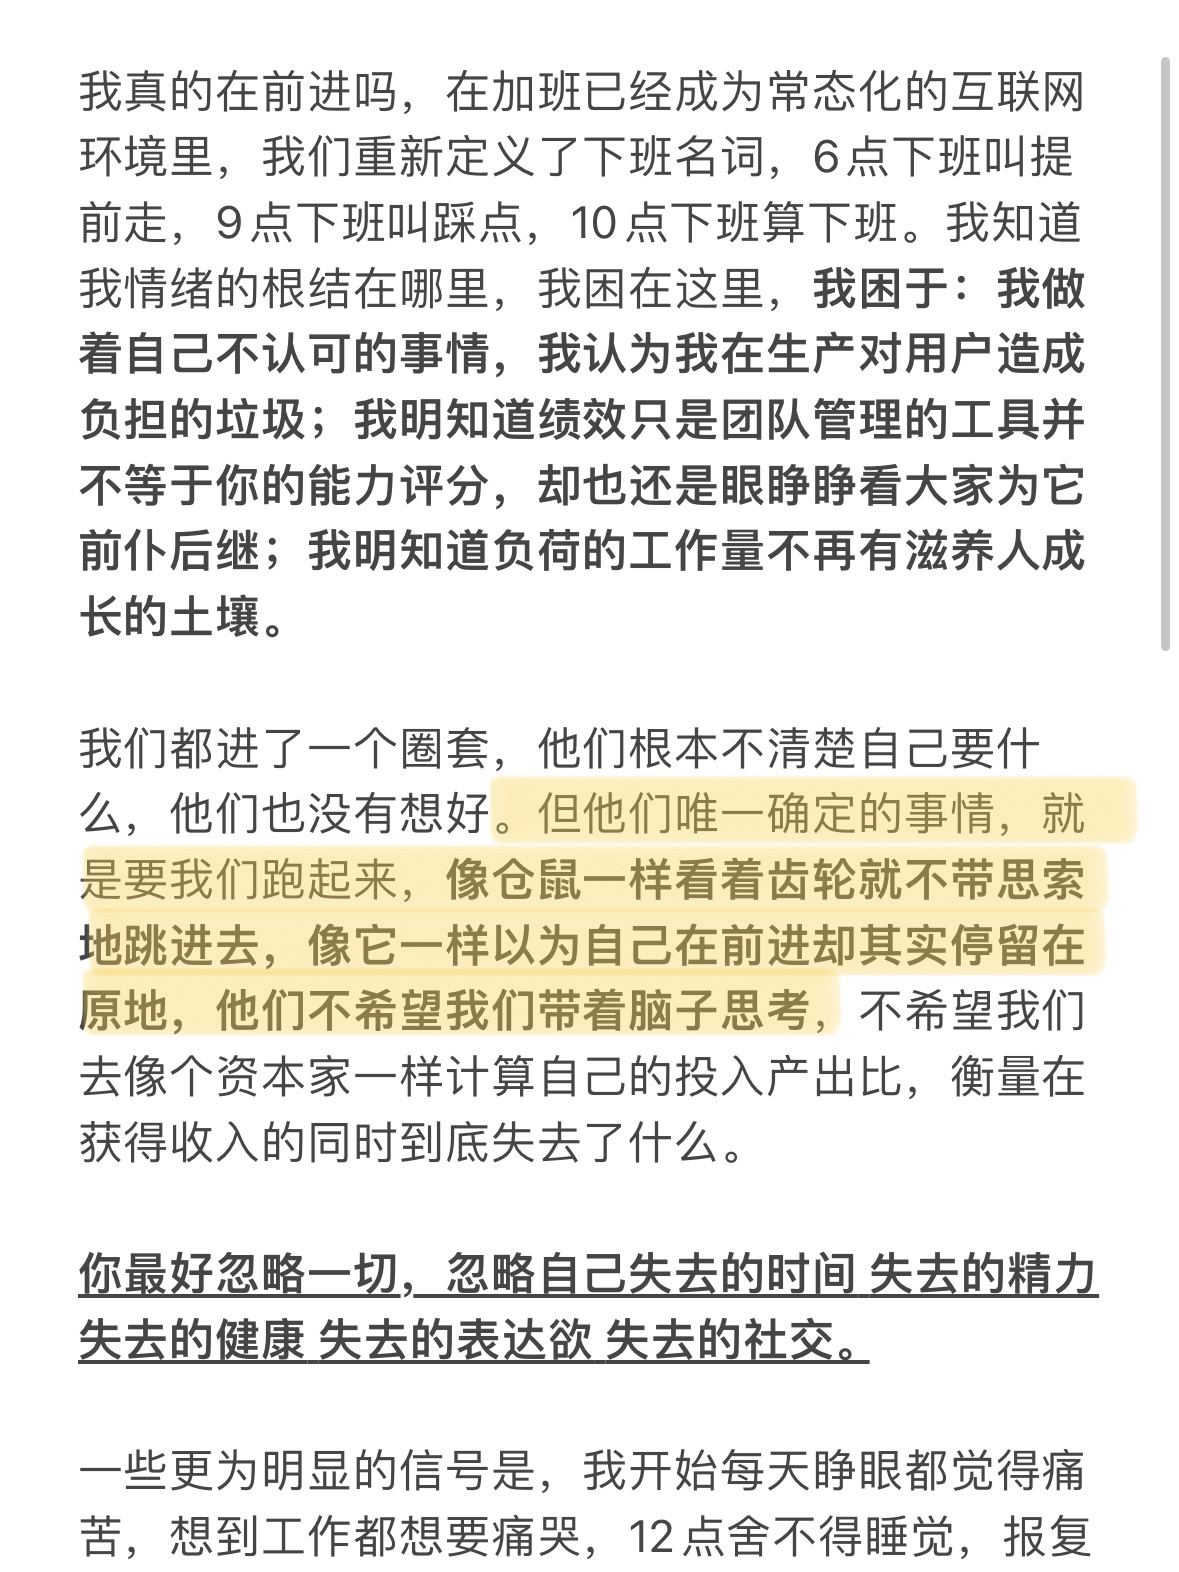 我真的在前进吗，在加班已经成为常态化的互联网
环境里，我们重新定义了下班名词，6点下班叫提
前走，9点下班叫踩点，10点下班算下班。我知道
我情绪的根结在哪里，我困在这里，我困于：我做
着自己不认可的事情，我认为我在生产对用户造成
负担的垃圾；我明知道绩效只是团队管理的工具并
不等于你的能力评分，却也还是眼睁睁看大家为它
前仆后继；我明知道负荷的工作量不再有滋养人成
长的土壤。
我们都进了一个圈套，他们根本不清楚自己要什
么，他们也没有想好。但他们唯一确定的事情，就
是要我们跑起来，像仓鼠一样看着齿轮就不带思索
地跳进去，像它一样以为自己在前进却其实停留在
原地，他们不希望我们带着脑子思考，不希望我们
去像个资本家一样计算自己的投入产出比，衡量在
获得收入的同时到底失去了什么。
你最好忽略一切，忽略自己失去的时间 失去的精力
失去的健康 失去的表达欲 失去的社交。
一些更为明显的信号是，我开始每天睁眼都觉得痛
苦，想到工作都想要痛哭，12点舍不得睡觉，报复